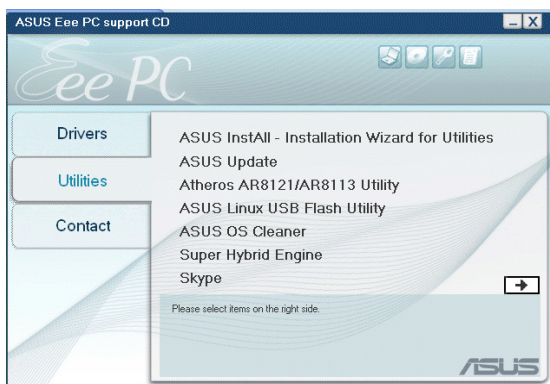 ASUS Eee PC support CD
Eee PC
Drivers
Utilities
Contact
ASUS InstAll - Installation Wizard for Utilities
ASUS Update
Atheros AR8121/AR8113 Utility
ASUS Linux USB Flash Utility
ASUS OS Cleaner
Super Hybrid Engine
Skype
Please select items on the right side.
ASUS